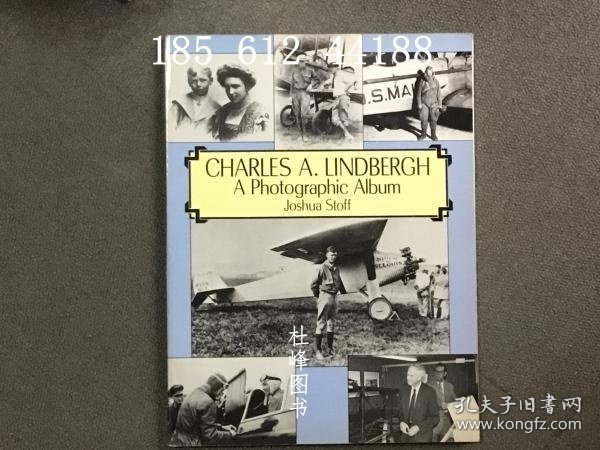 185 612 44188
U.S.MAI
CHARLES A. LINDBERGH
A Photographic Album
Joshua Stoff
杜峰图书
孔夫子旧书网
www.kongfz.com